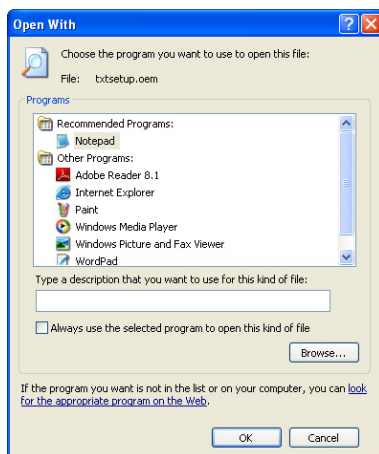 Open With
Choose the program you want to use to open this file:
File: txtsetup.oem
Programs
Recommended Programs:
Notepad
Other Programs:
Adobe Reader 8.1
Internet Explorer
Paint
Windows Media Player
Windows Picture and Fax Viewer
WordPad
Type a description that you want to use for this kind of file:
Always use the selected program to open this kind of file
Browse...
If the program you want is not in the list or on your computer, you can look
for the appropriate program on the Web.
OK Cancel